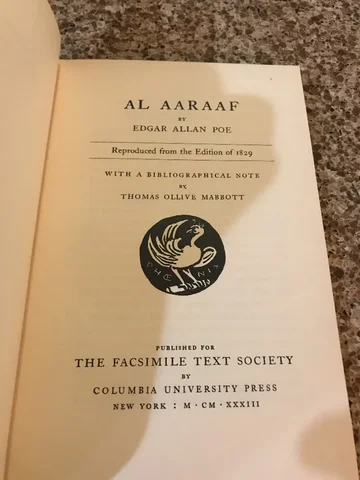 AL AARAAF
BY
EDGAR ALLAN POE
Reproduced from the Edition of 1829
WITH A BIBLIOGRAPHICAL NOTE
BY
THOMAS OLLIVE MABBOTT
PHŒNIX
PUBLISHED FOR
THE FACSIMILE TEXT SOCIETY
BY
COLUMBIA UNIVERSITY PRESS
NEW YORK : M · CM · XXXIII